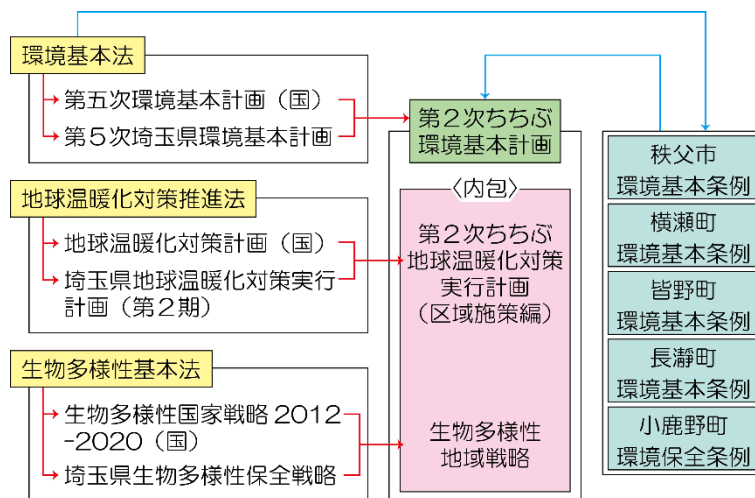 環境基本法
第五次環境基本計画（国）
第５次埼玉県環境基本計画
地球温暖化対策推進法
地球温暖化対策計画（国）
埼玉県地球温暖化対策実行
計画（第２期）
生物多様性基本法
生物多様性国家戦略 2012
-2020（国）
埼玉県生物多様性保全戦略
第２次ちちぶ
環境基本計画
〈内包〉
第２次ちちぶ
地球温暖化対策
実行計画
（区域施策編）
生物多様性
地域戦略
秩父市
環境基本条例
横瀬町
環境基本条例
皆野町
環境基本条例
長瀞町
環境基本条例
小鹿野町
環境保全条例